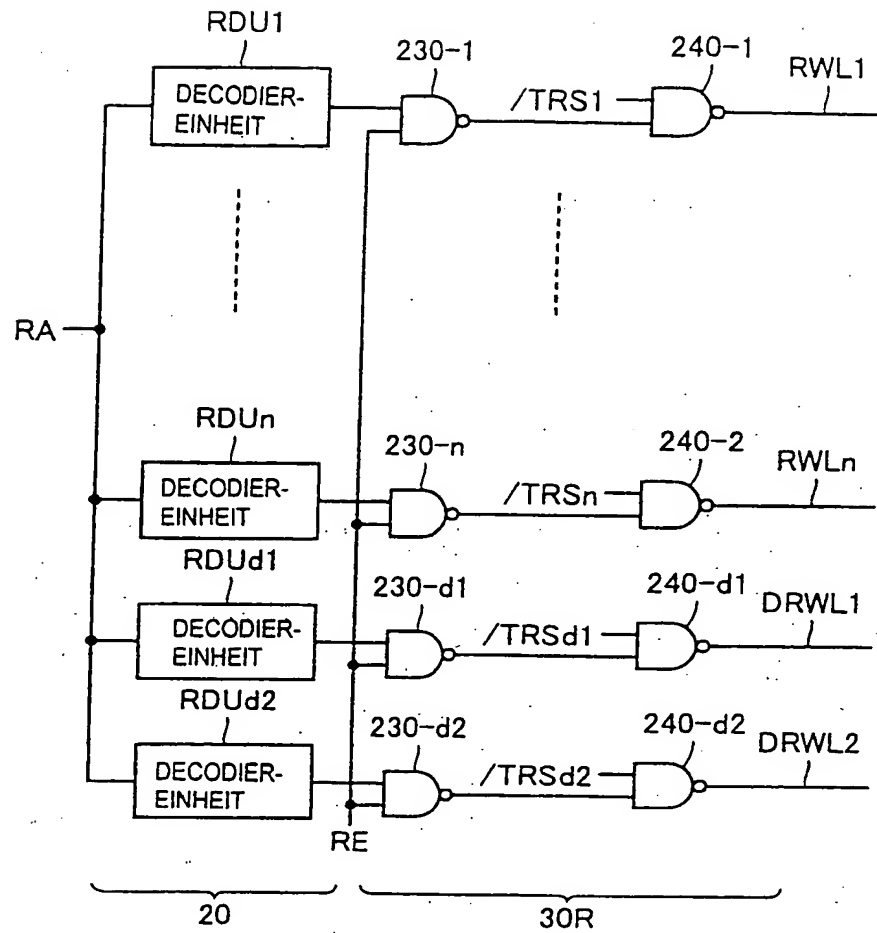 RDU1
230-1
240-1
RWL1
DECODIER-
EINHEIT
/TRS1
RA
RDUn
230-n
240-2
RWLn
DECODIER-
EINHEIT
/TRSn
RDUd1
230-d1
240-d1
DRWL1
DECODIER-
EINHEIT
/TRSd1
RDUd2
230-d2
240-d2
DRWL2
DECODIER-
EINHEIT
/TRSd2
RE
20
30R